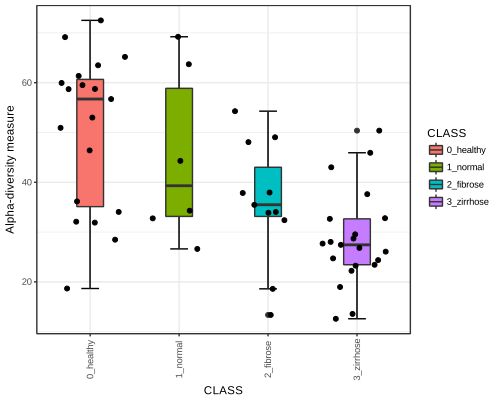 Alpha-diversity measure
60
40
20
0_healthy
1_normal
2_fibrose
3_zirrhose
CLASS
CLASS
0_healthy
1_normal
2_fibrose
3_zirrhose